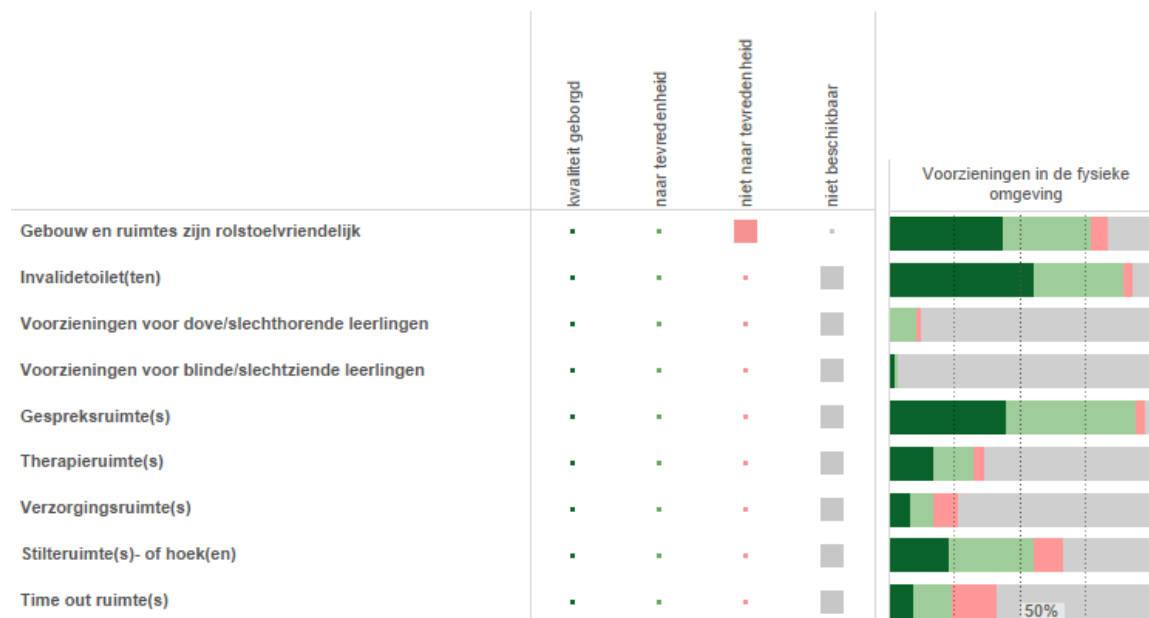 kwaliteit geborgd
naar tevredenheid
niet naar tevredenheid
niet beschikbaar
Voorzieningen in de fysieke
omgeving
Gebouw en ruimtes zijn rolstoelvriendelijk
Invalidetoilet(ten)
Voorzieningen voor dove/slechthorende leerlingen
Voorzieningen voor blinde/slechtziende leerlingen
Gespreksruimte(s)
Therapieruimte(s)
Verzorgingsruimte(s)
Stilteruimte(s)- of hoek(en)
Time out ruimte(s)
50%